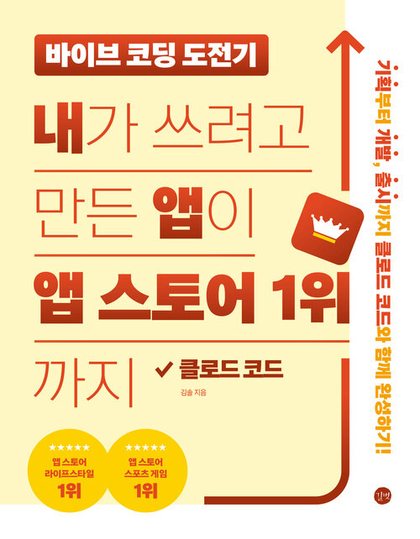 바이브 코딩 도전기
내가 쓰려고
만든 앱이
앱 스토어 1위
까지
클로드 코드
김솔 지음
기획부터 개발, 출시까지 클로드 코드와 함께 완성하기!
앱 스토어
라이프스타일
1위
앱 스토어
스포츠 게임
1위
길벗